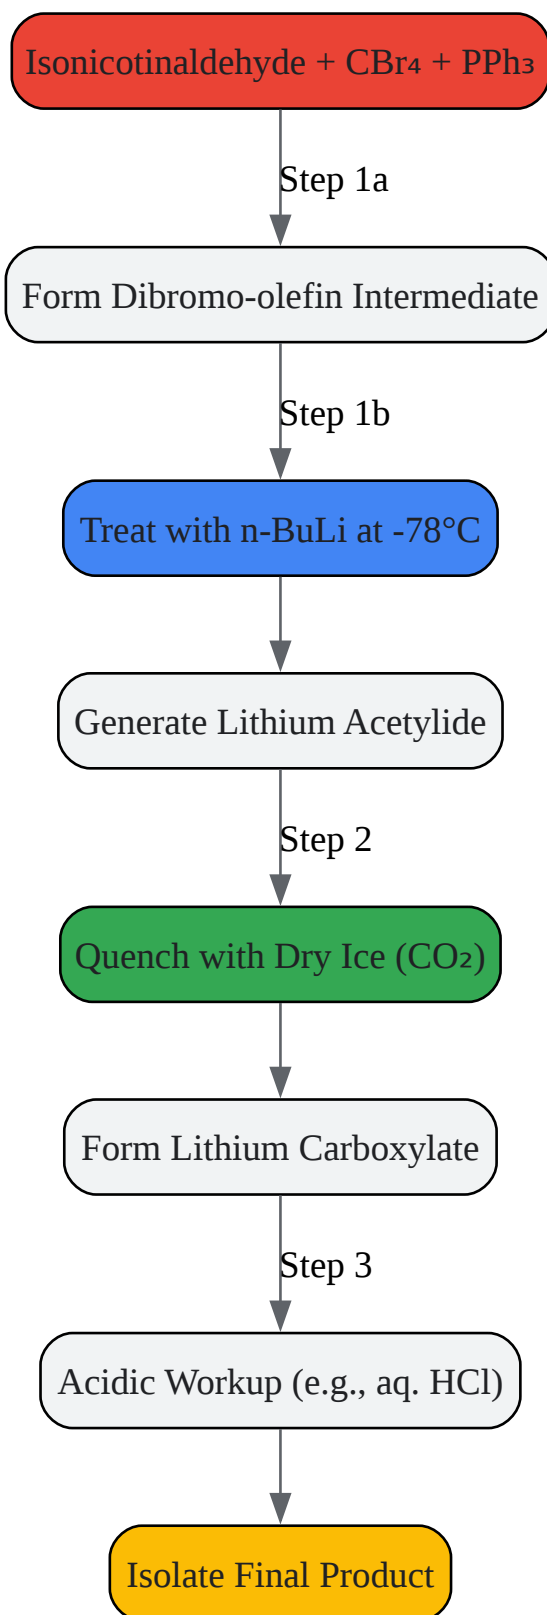 Isonicotinaldehyde + CBr₄ + PPh₃
Step 1a
Form Dibromo-olefin Intermediate
Step 1b
Treat with n-BuLi at -78°C
Generate Lithium Acetylide
Step 2
Quench with Dry Ice (CO₂)
Form Lithium Carboxylate
Step 3
Acidic Workup (e.g., aq. HCl)
Isolate Final Product